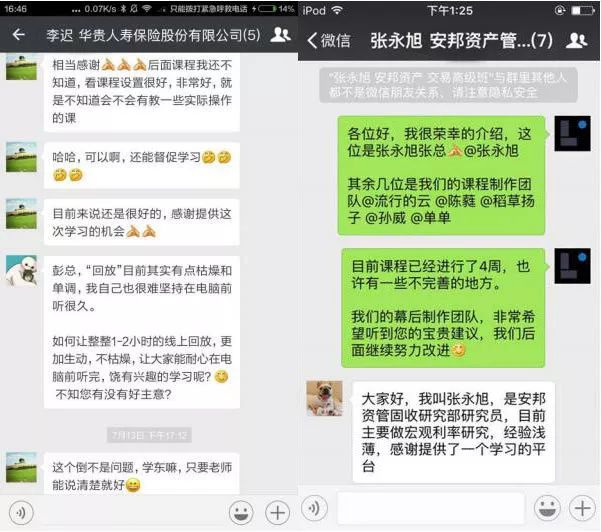 16:46
... 0.07K/s
只能拨打紧急呼救电话
54%
李迟 华贵人寿保险股份有限公司(5)
相当感谢后面课程我还不
知道，看课程设置很好，非常好，就
是不知道会不会有教一些实际操作
的课
哈哈，可以啊，还能督促学习
目前来说还是很好的，感谢提供这
次学习的机会
彭总，“回放”目前其实有点枯燥和
单调，我自己也很难坚持在电脑前
听很久。
如何让整整1-2小时的线上回放，更
加生动，不枯燥，让大家能耐心在电
脑前听完，饶有兴趣的学习呢？
不知您有没有好主意？
7月13日 下午17:12
这个倒不是问题，学东嘛，只要老师
能说清楚就好
iPod
下午1:25
微信
张永旭 安邦资产管...(7)
“张永旭 安邦资产 交易高级班”与群里其他人
都不是微信朋友关系，请注意隐私安全
各位好，我很荣幸的介绍，这
位是张永旭张总@张永旭
其余几位是我们的课程制作团
队@流行的云 @陈蕤 @稻草扬
子 @孙威 @单单
目前课程已经进行了4周，也
许有一些不完善的地方。
我们的幕后制作团队，非常希
望听到您的宝贵建议，我们后
面继续努力改进
大家好，我叫张永旭，是安邦
资管固收研究部研究员，目前
主要做宏观利率研究，经验浅
薄，感谢提供了一个学习的平
台